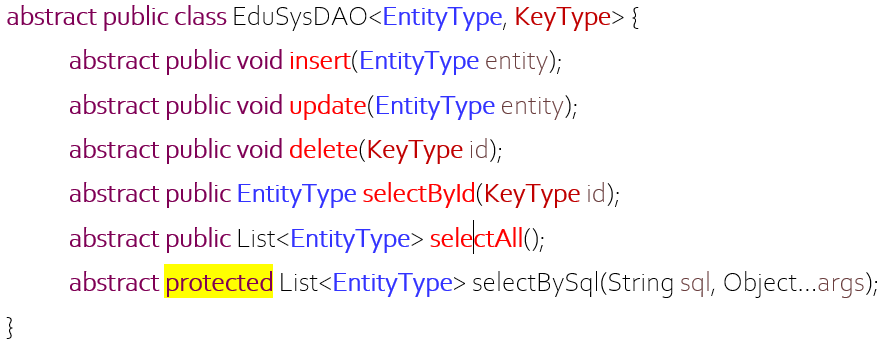 abstract public class EduSysDAO<EntityType, KeyType> {
abstract public void insert(EntityType entity);
abstract public void update(EntityType entity);
abstract public void delete(KeyType id);
abstract public EntityType selectById(KeyType id);
abstract public List<EntityType> selectAll();
abstract protected List<EntityType> selectBySql(String sql, Object...args);
}